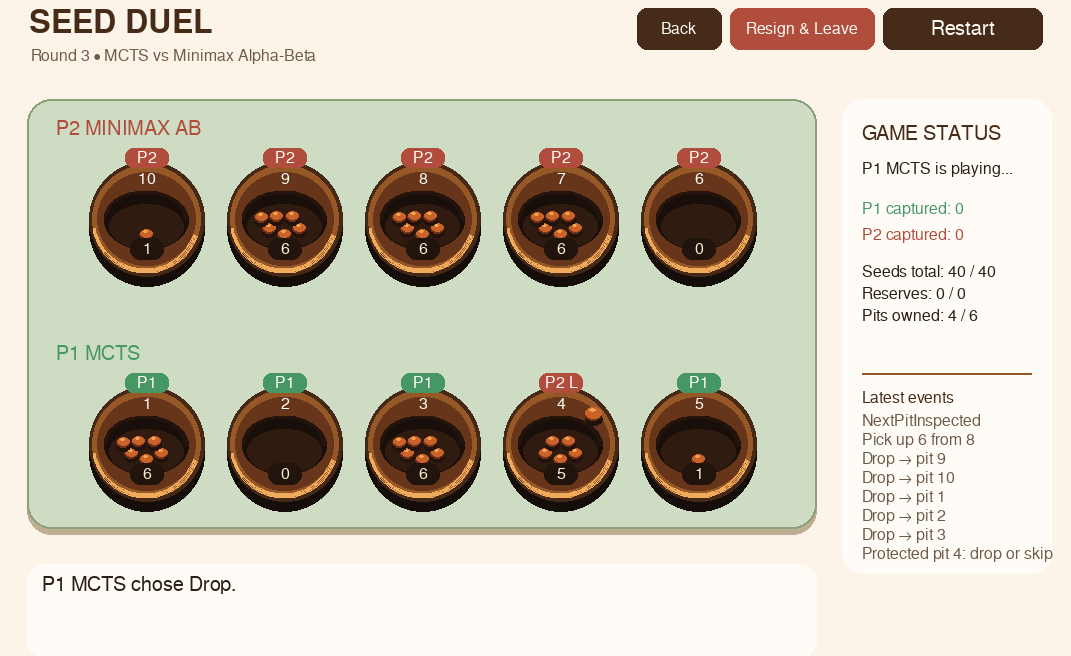 SEED DUEL
Round 3 • MCTS vs Minimax Alpha-Beta
Back
Resign & Leave
Restart
P2 MINIMAX AB
P2 P2 P2 P2 P2
10 9 8 7 6
1 6 6 6 0
P1 MCTS
P1 P1 P1 P2 L P1
1 2 3 4 5
6 0 6 5 1
GAME STATUS
P1 MCTS is playing...
P1 captured: 0
P2 captured: 0
Seeds total: 40 / 40
Reserves: 0 / 0
Pits owned: 4 / 6
Latest events
NextPitInspected
Pick up 6 from 8
Drop → pit 9
Drop → pit 10
Drop → pit 1
Drop → pit 2
Drop → pit 3
Protected pit 4: drop or skip
P1 MCTS chose Drop.